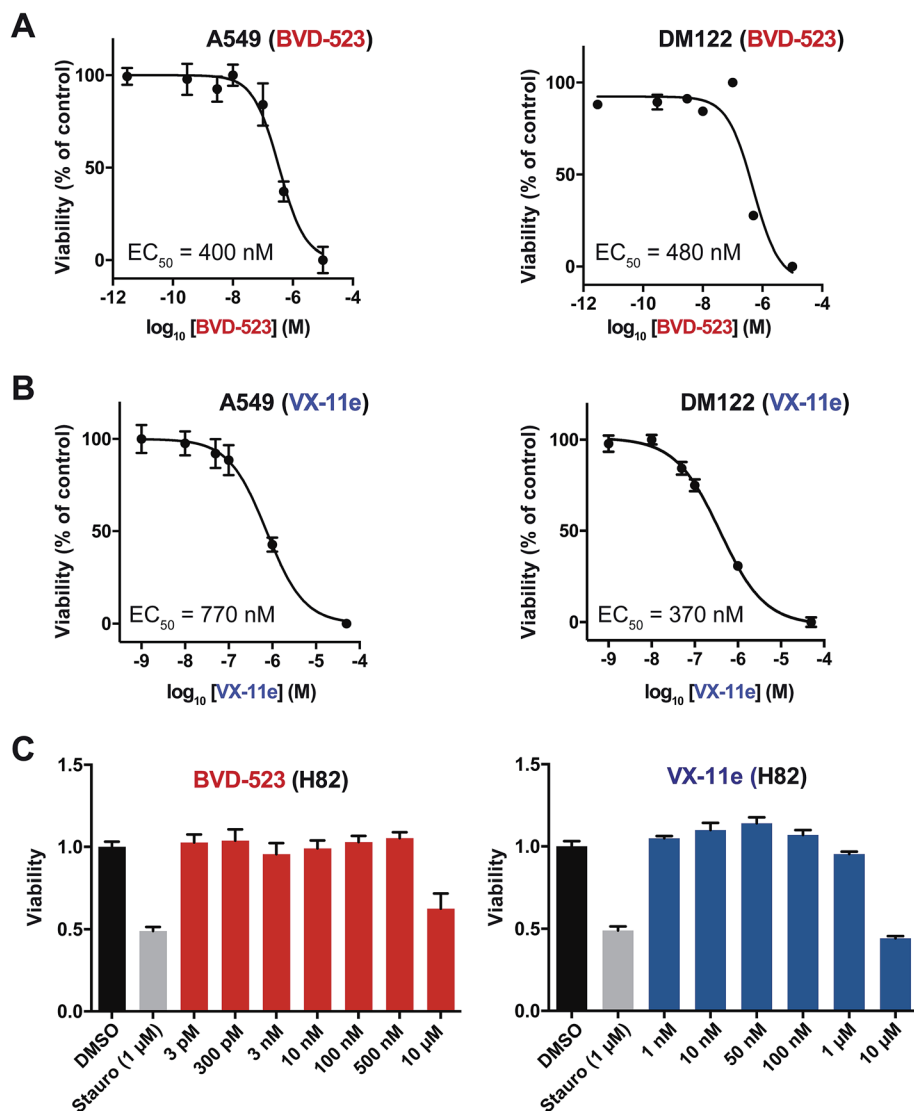 A
A549 (BVD-523)
100
50
0
Viability (% of control)
EC50 = 400 nM
-12 -10 -8 -6 -4
log10 [BVD-523] (M)
DM122 (BVD-523)
100
50
0
Viability (% of control)
EC50 = 480 nM
-12 -10 -8 -6 -4
log10 [BVD-523] (M)
B
A549 (VX-11e)
100
50
0
Viability (% of control)
EC50 = 770 nM
-9 -8 -7 -6 -5 -4
log10 [VX-11e] (M)
DM122 (VX-11e)
100
50
0
Viability (% of control)
EC50 = 370 nM
-9 -8 -7 -6 -5 -4
log10 [VX-11e] (M)
C
BVD-523 (H82)
1.5
1.0
0.5
0.0
Viability
DMSO
Stauro (1 µM)
3 pM
300 pM
3 nM
10 nM
100 nM
500 nM
10 µM
VX-11e (H82)
1.5
1.0
0.5
0.0
Viability
DMSO
Stauro (1 µM)
1 nM
10 nM
50 nM
100 nM
1 µM
10 µM